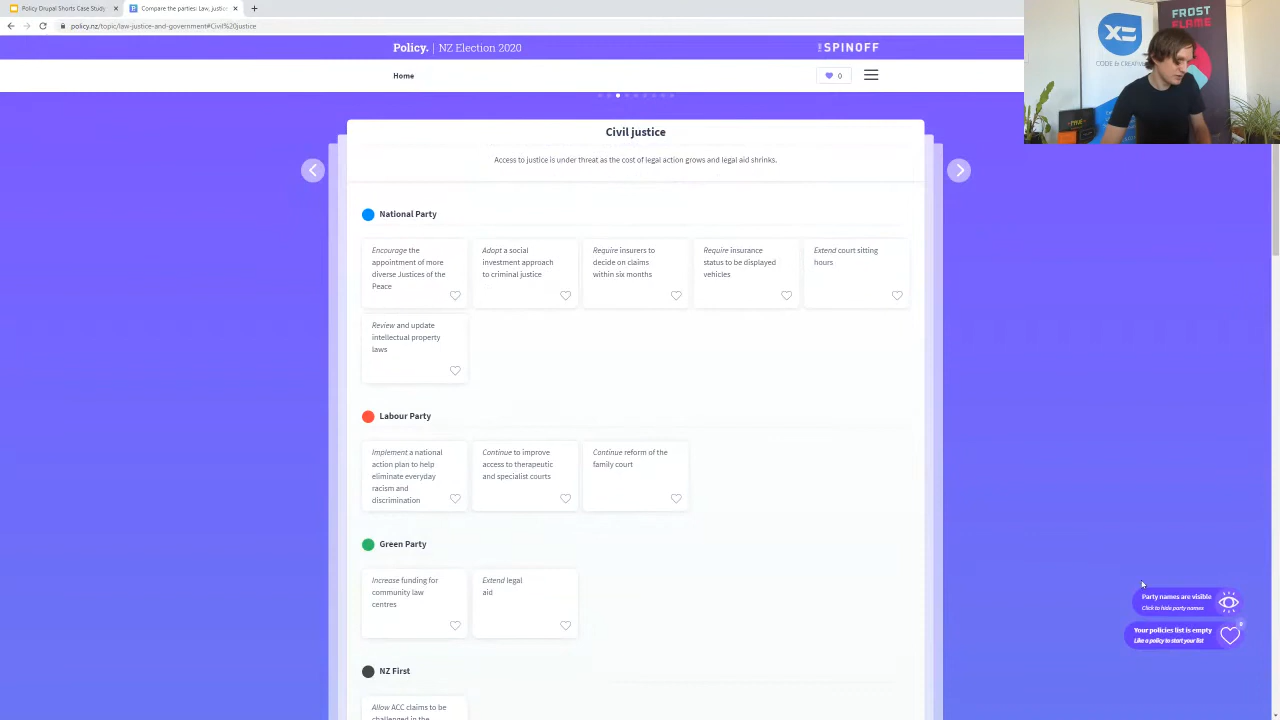 Policy Drupal Shorts Case Study
Compare the parties: Law, justic
policy.nz/topic/law-justice-and-government#Civil%20justice
Policy. | NZ Election 2020
THE SPINOFF
Home
0
Civil justice
Access to justice is under threat as the cost of legal action grows and legal aid shrinks.
National Party
Encourage the
appointment of more
diverse Justices of the
Peace
Adopt a social
investment approach
to criminal justice
Require insurers to
decide on claims
within six months
Require insurance
status to be displayed
vehicles
Extend court sitting
hours
Review and update
intellectual property
laws
Labour Party
Implement a national
action plan to help
eliminate everyday
racism and
discrimination
Continue to improve
access to therapeutic
and specialist courts
Continue reform of the
family court
Green Party
Increase funding for
community law
centres
Extend legal
aid
NZ First
Allow ACC claims to be
challenged in the
Party names are visible
Click to hide party names
Your policies list is empty
Like a policy to start your list
0
FROST
FLAME
CODE & CREATIVE